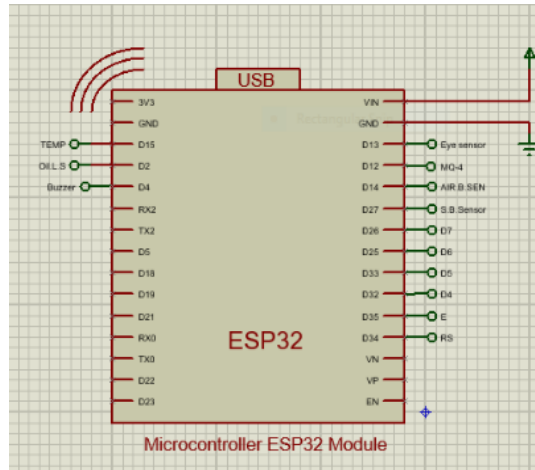 USB
3V3 VIN
GND GND
TEMP D15 D13 Eye sensor
Oil.L.S D2 D12 MQ-4
Buzzer D4 D14 AIR.B.SEN
RX2 D27 S.B.Sensor
TX2 D26 D7
D5 D25 D6
D18 D33 D5
D19 D32 D4
D21 D35 E
RX0 D34 RS
ESP32
TX0 VN
D22 VP
D23 EN
Microcontroller ESP32 Module